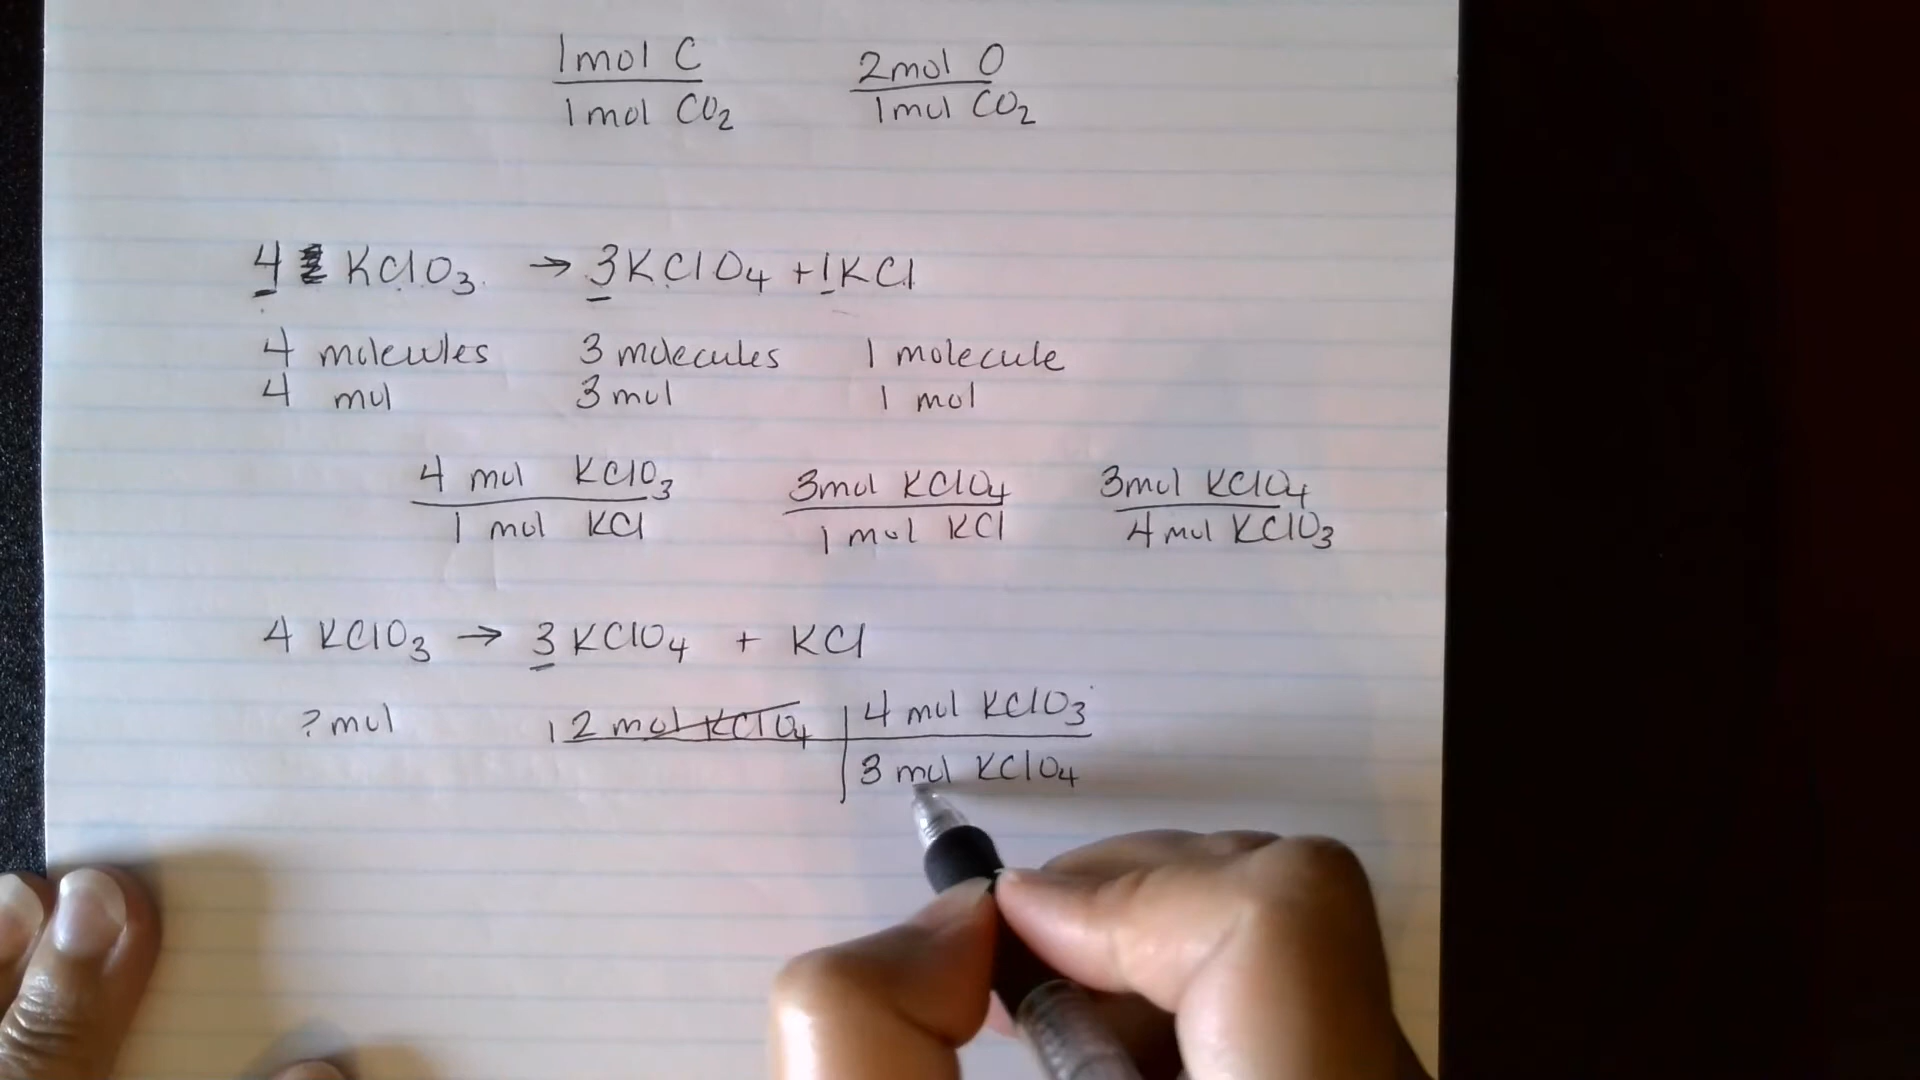 1mol C 2mol O
1mol CO₂ 1mol CO₂
4 KClO₃ → 3KClO₄ + 1KCl
4 molecules 3 molecules 1 molecule
4 mol 3 mol 1 mol
4 mol KClO₃ 3mol KClO₄ 3mol KClO₄
1 mol KCl 1 mol KCl 4 mol KClO₃
4 KClO₃ → 3 KClO₄ + KCl
? mol 12 mol KClO₄ 4 mol KClO₃
3 mol KClO₄